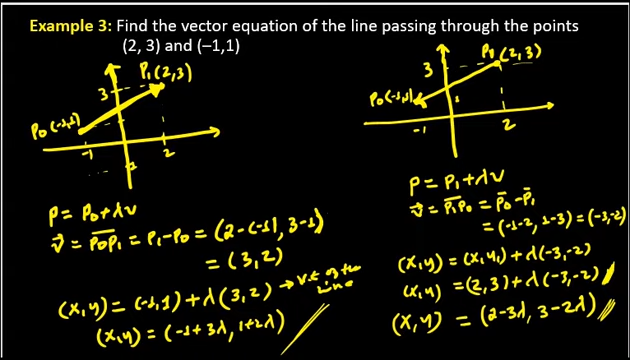 Example 3: Find the vector equation of the line passing through the points
(2, 3) and (–1,1)
P₁(2,3)
3
P₀(-1,1)
-1
2
P = P₀ + λv
v⃗ = P₀P₁ = P₁ - P₀ = (2-(-1), 3-1)
= (3, 2)
(x,y) = (-1,1) + λ(3,2) → v.E of the line
(x,y) = (-1+3λ, 1+2λ)
P₁(2,3)
3
P₀(-1,1)
1
-1
2
P = P₁ + λv
v⃗ = P₁P₀ = P₀ - P₁
= (-1-2, 1-3) = (-3,-2)
(x,y) = (x₁,y₁) + λ(-3,-2)
(x,y) = (2,3) + λ(-3,-2)
(x,y) = (2-3λ, 3-2λ)